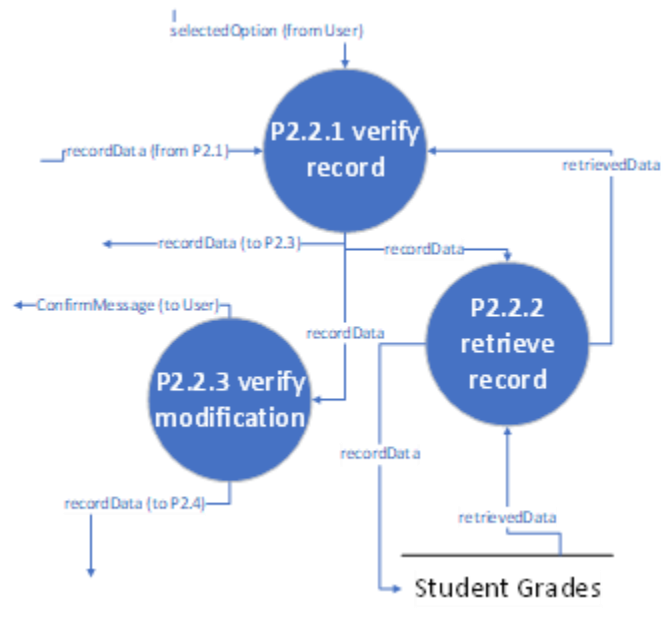 selectedOption (from User)
P2.2.1 verify
record
recordData (from P2.1)
retrievedData
recordData (to P2.3)
recordData
ConfirmMessage (to User)
P2.2.2
retrieve
record
recordData
P2.2.3 verify
modification
recordData
recordData (to P2.4)
retrievedData
Student Grades